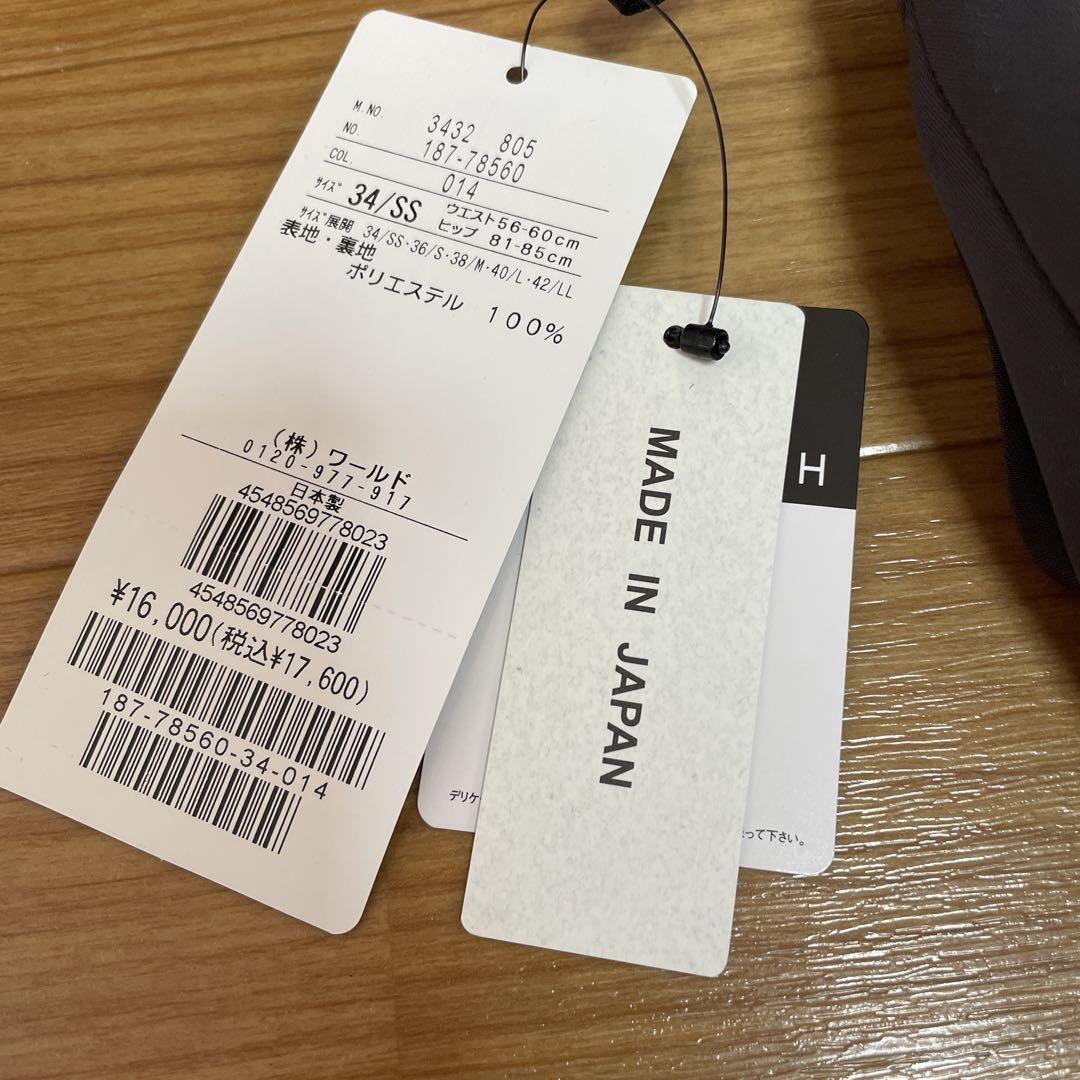 M.NO. 3432 805
NO. 187-78560
COL. 014
サイズ 34/SS ウエスト56-60cm
ヒップ 81-85cm
サイズ展開 34/SS・36/S・38/M・40/L・42/LL
表地・裏地
ポリエステル 100%
(株)ワールド
0120-977-917
日本製
4548569778023
4548569778023
¥16,000(税込¥17,600)
187-78560-34-014
MADE IN JAPAN
H
デリケ
って下さい。